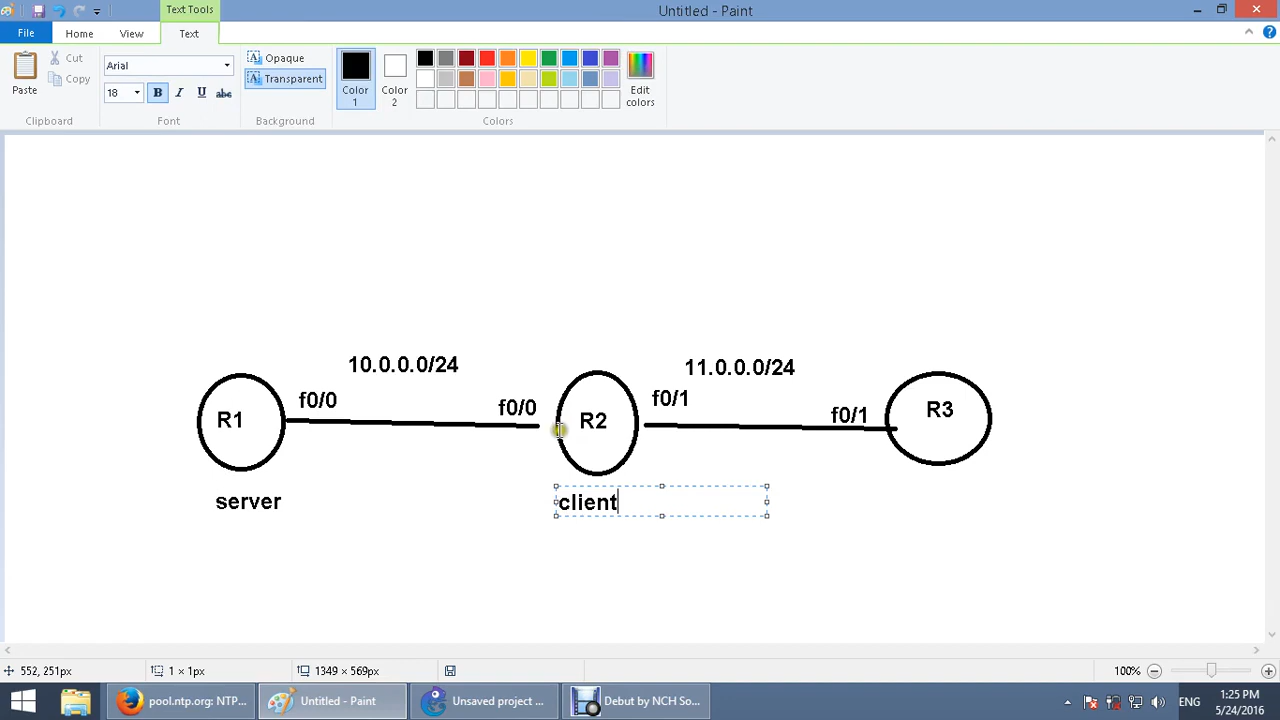 Text Tools
Untitled - Paint
File
Home
View
Text
Paste
Cut
Copy
Clipboard
Arial
18
B
I
U
abc
Font
A
Opaque
A
Transparent
Background
Color
1
Color
2
Edit
colors
Colors
10.0.0.0/24
11.0.0.0/24
f0/0
f0/0
f0/1
f0/1
R1
R2
R3
server
client
552, 251px
1 × 1px
1349 × 569px
100%
pool.ntp.org: NTP...
Untitled - Paint
Unsaved project ...
Debut by NCH So...
ENG
1:25 PM
5/24/2016